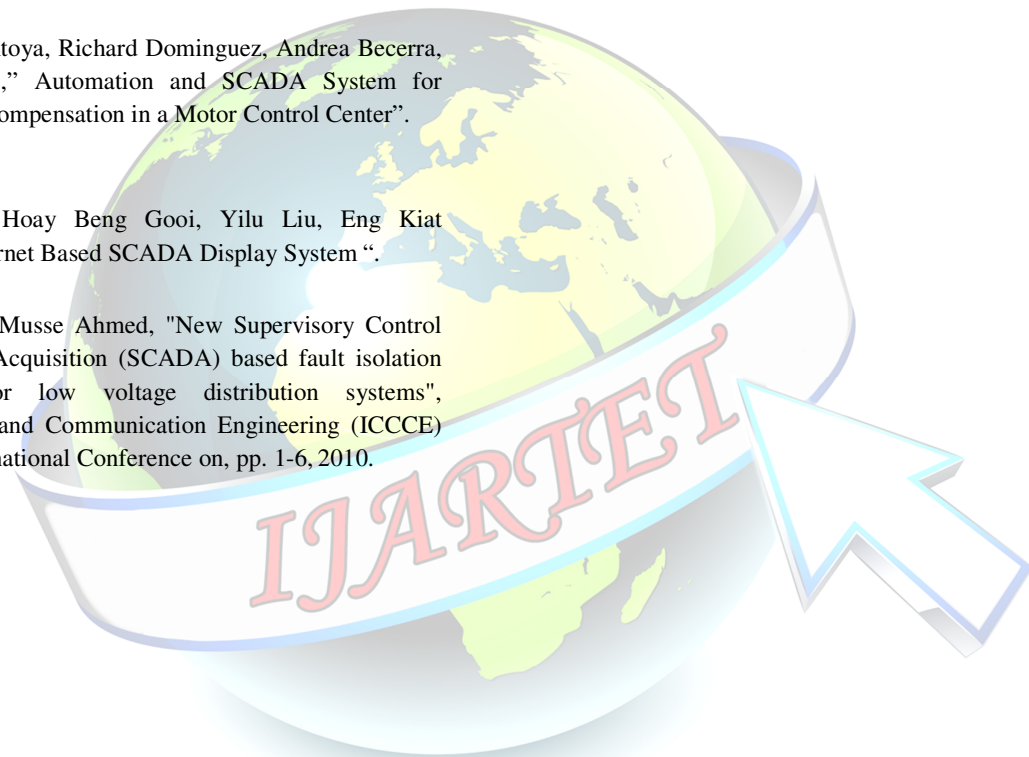 toya, Richard Dominguez, Andrea Becerra,
,” Automation and SCADA System for
ompensation in a Motor Control Center”.
Hoay Beng Gooi, Yilu Liu, Eng Kiat
rnet Based SCADA Display System “.
Musse Ahmed, "New Supervisory Control
Acquisition (SCADA) based fault isolation
or low voltage distribution systems",
and Communication Engineering (ICCCE)
national Conference on, pp. 1-6, 2010.
IJARTET